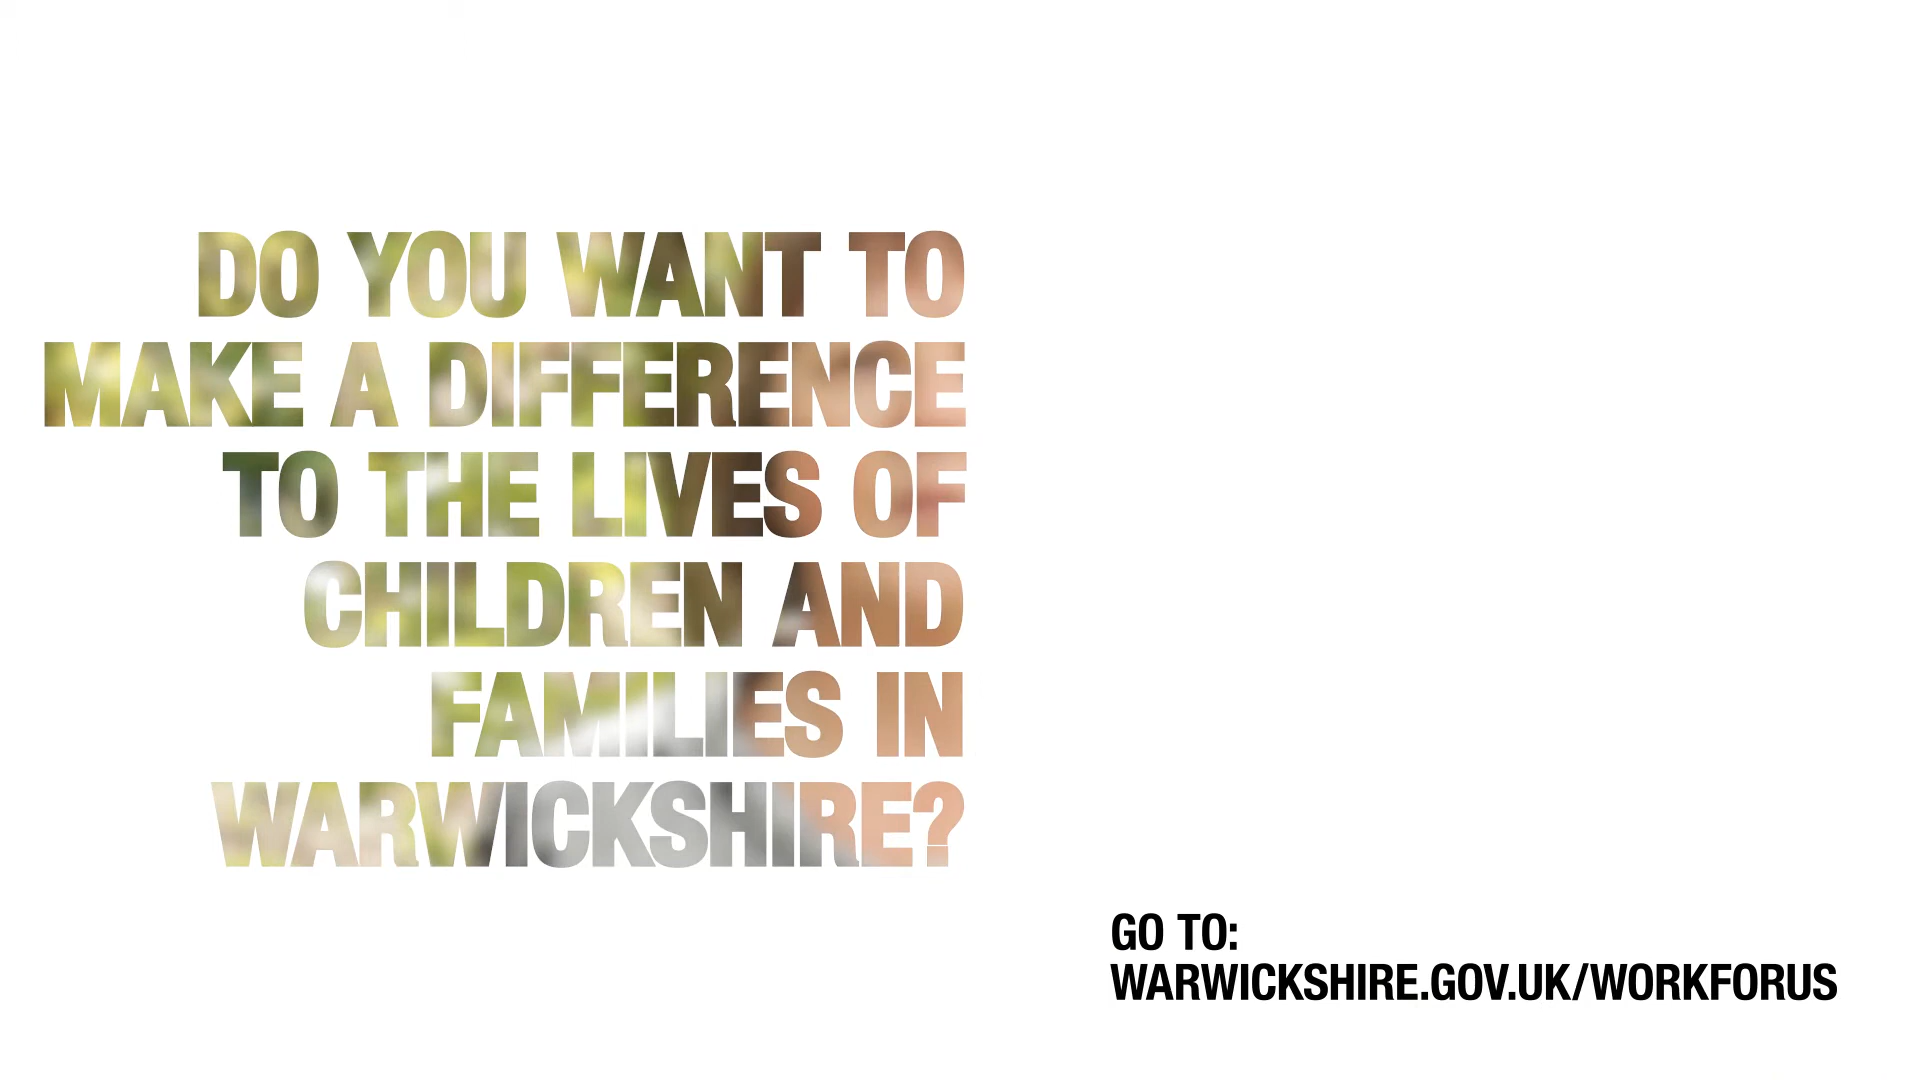 DO YOU WANT TO
MAKE A DIFFERENCE
TO THE LIVES OF
CHILDREN AND
FAMILIES IN
WARWICKSHIRE?
GO TO:
WARWICKSHIRE.GOV.UK/WORKFORUS